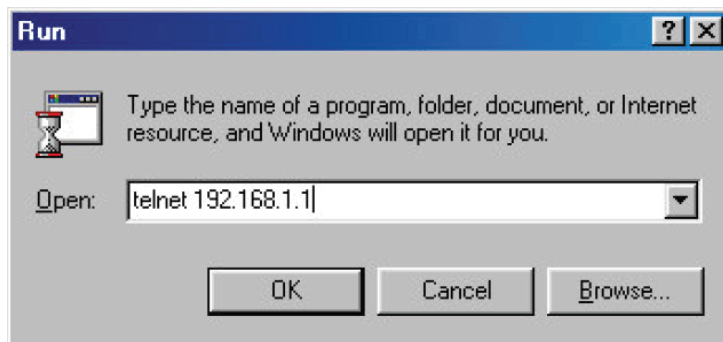 Run
Type the name of a program, folder, document, or Internet
resource, and Windows will open it for you.
Open: telnet 192.168.1.1
OK Cancel Browse...